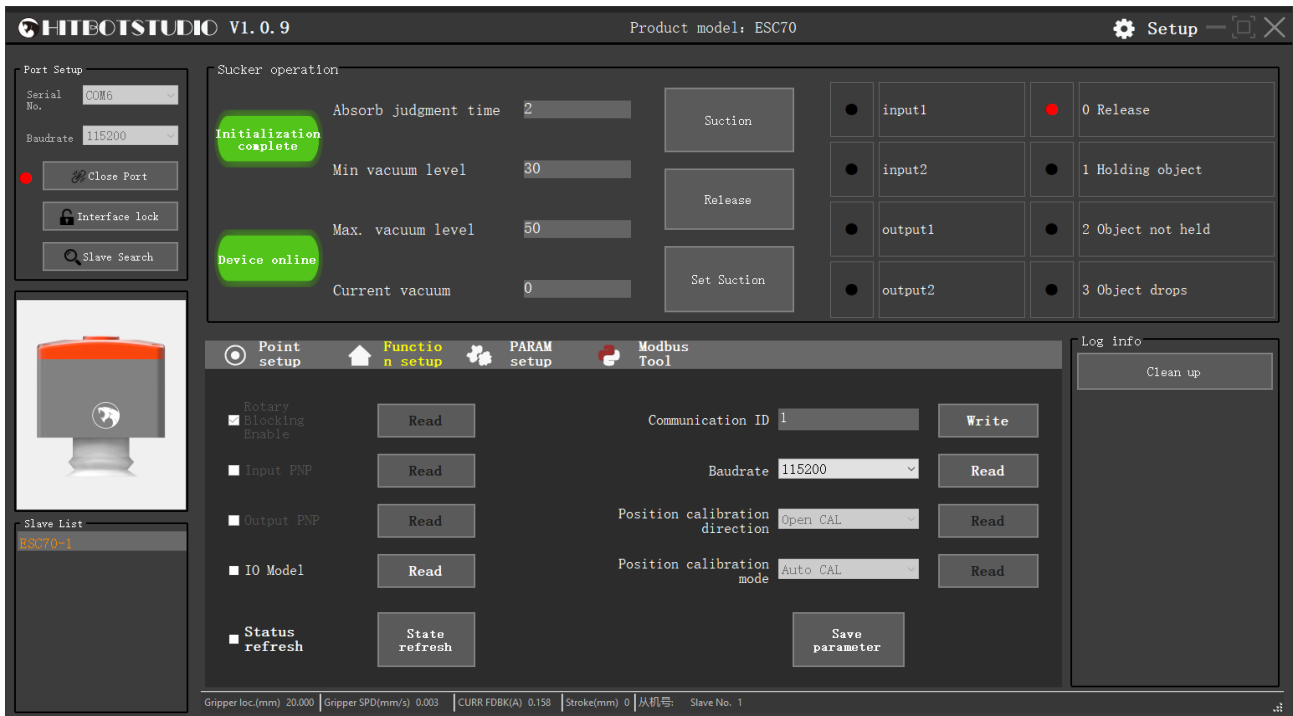 HITBOTSTUDIO V1.0.9
Product model: ESC70
Setup
Port Setup
Serial
No.
COM6
Baudrate
115200
Close Port
Interface lock
Slave Search
Sucker operation
Initialization
complete
Device online
Absorb judgment time
2
Min vacuum level
30
Max. vacuum level
50
Current vacuum
0
Suction
Release
Set Suction
input1
0 Release
input2
1 Holding object
output1
2 Object not held
output2
3 Object drops
Slave List
ESC70-1
Point
setup
Functio
n setup
PARAM
setup
Modbus
Tool
Rotary
Blocking
Enable
Read
Input PNP
Read
Output PNP
Read
IO Model
Read
Status
refresh
State
refresh
Communication ID
1
Write
Baudrate
115200
Read
Position calibration
direction
Open CAL
Read
Position calibration
mode
Auto CAL
Read
Save
parameter
Log info
Clean up
Gripper loc.(mm) 20.000 Gripper SPD(mm/s) 0.003 CURR FDBK(A) 0.158 Stroke(mm) 0 从机号: Slave No. 1